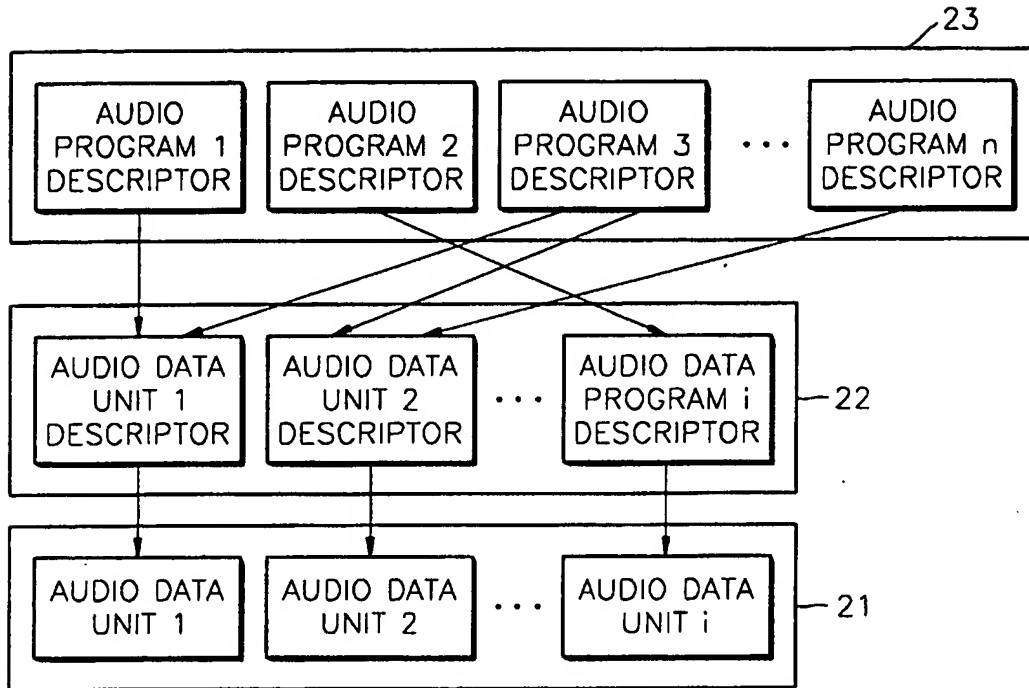 23
AUDIO
PROGRAM 1
DESCRIPTOR
AUDIO
PROGRAM 2
DESCRIPTOR
AUDIO
PROGRAM 3
DESCRIPTOR
...
AUDIO
PROGRAM n
DESCRIPTOR
AUDIO DATA
UNIT 1
DESCRIPTOR
AUDIO DATA
UNIT 2
DESCRIPTOR
...
AUDIO DATA
PROGRAM i
DESCRIPTOR
22
AUDIO DATA
UNIT 1
AUDIO DATA
UNIT 2
...
AUDIO DATA
UNIT i
21